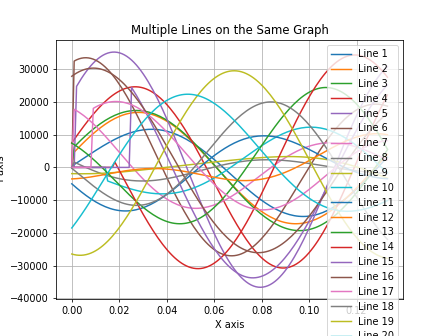 Multiple Lines on the Same Graph
30000
20000
10000
0
−10000
−20000
−30000
−40000
0.00
0.02
0.04
0.06
0.08
0.10
X axis
axis
Line 1
Line 2
Line 3
Line 4
Line 5
Line 6
Line 7
Line 8
Line 9
Line 10
Line 11
Line 12
Line 13
Line 14
Line 15
Line 16
Line 17
Line 18
Line 19
Line 20